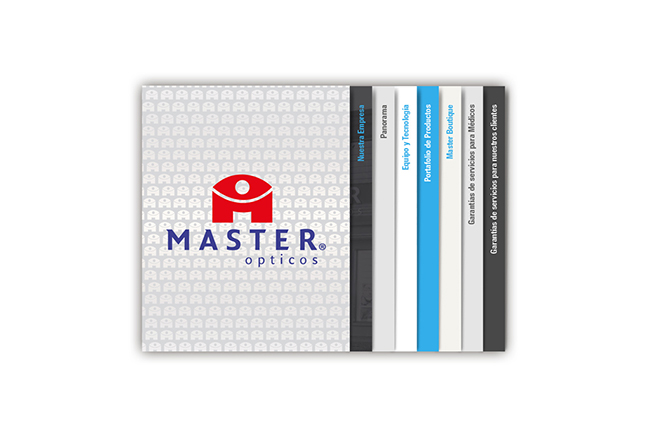 MASTER®
opticos
Nuestra Empresa
Panorama
Equipo y Tecnología
Portafolio de Productos
Master Boutique
Garantías de servicios para Médicos
Garantías de servicios para nuestros clientes